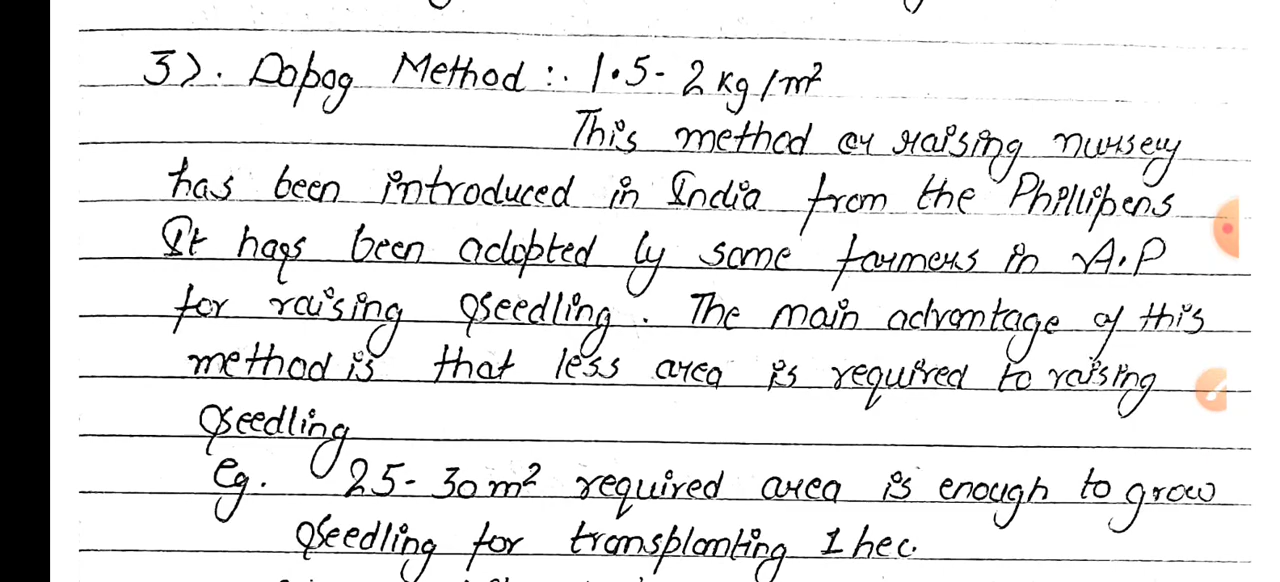 3). Dapog Method :. 1.5- 2 kg/m²
This method or raising nursery
has been introduced in India from the Phillipens
It hags been adopted by some farmers in A.P
for raising seedling. The main advantage of this
method is that less area is required to raising
seedling
eg. 25- 30 m² required area is enough to grow
seedling for transplanting 1 hec.